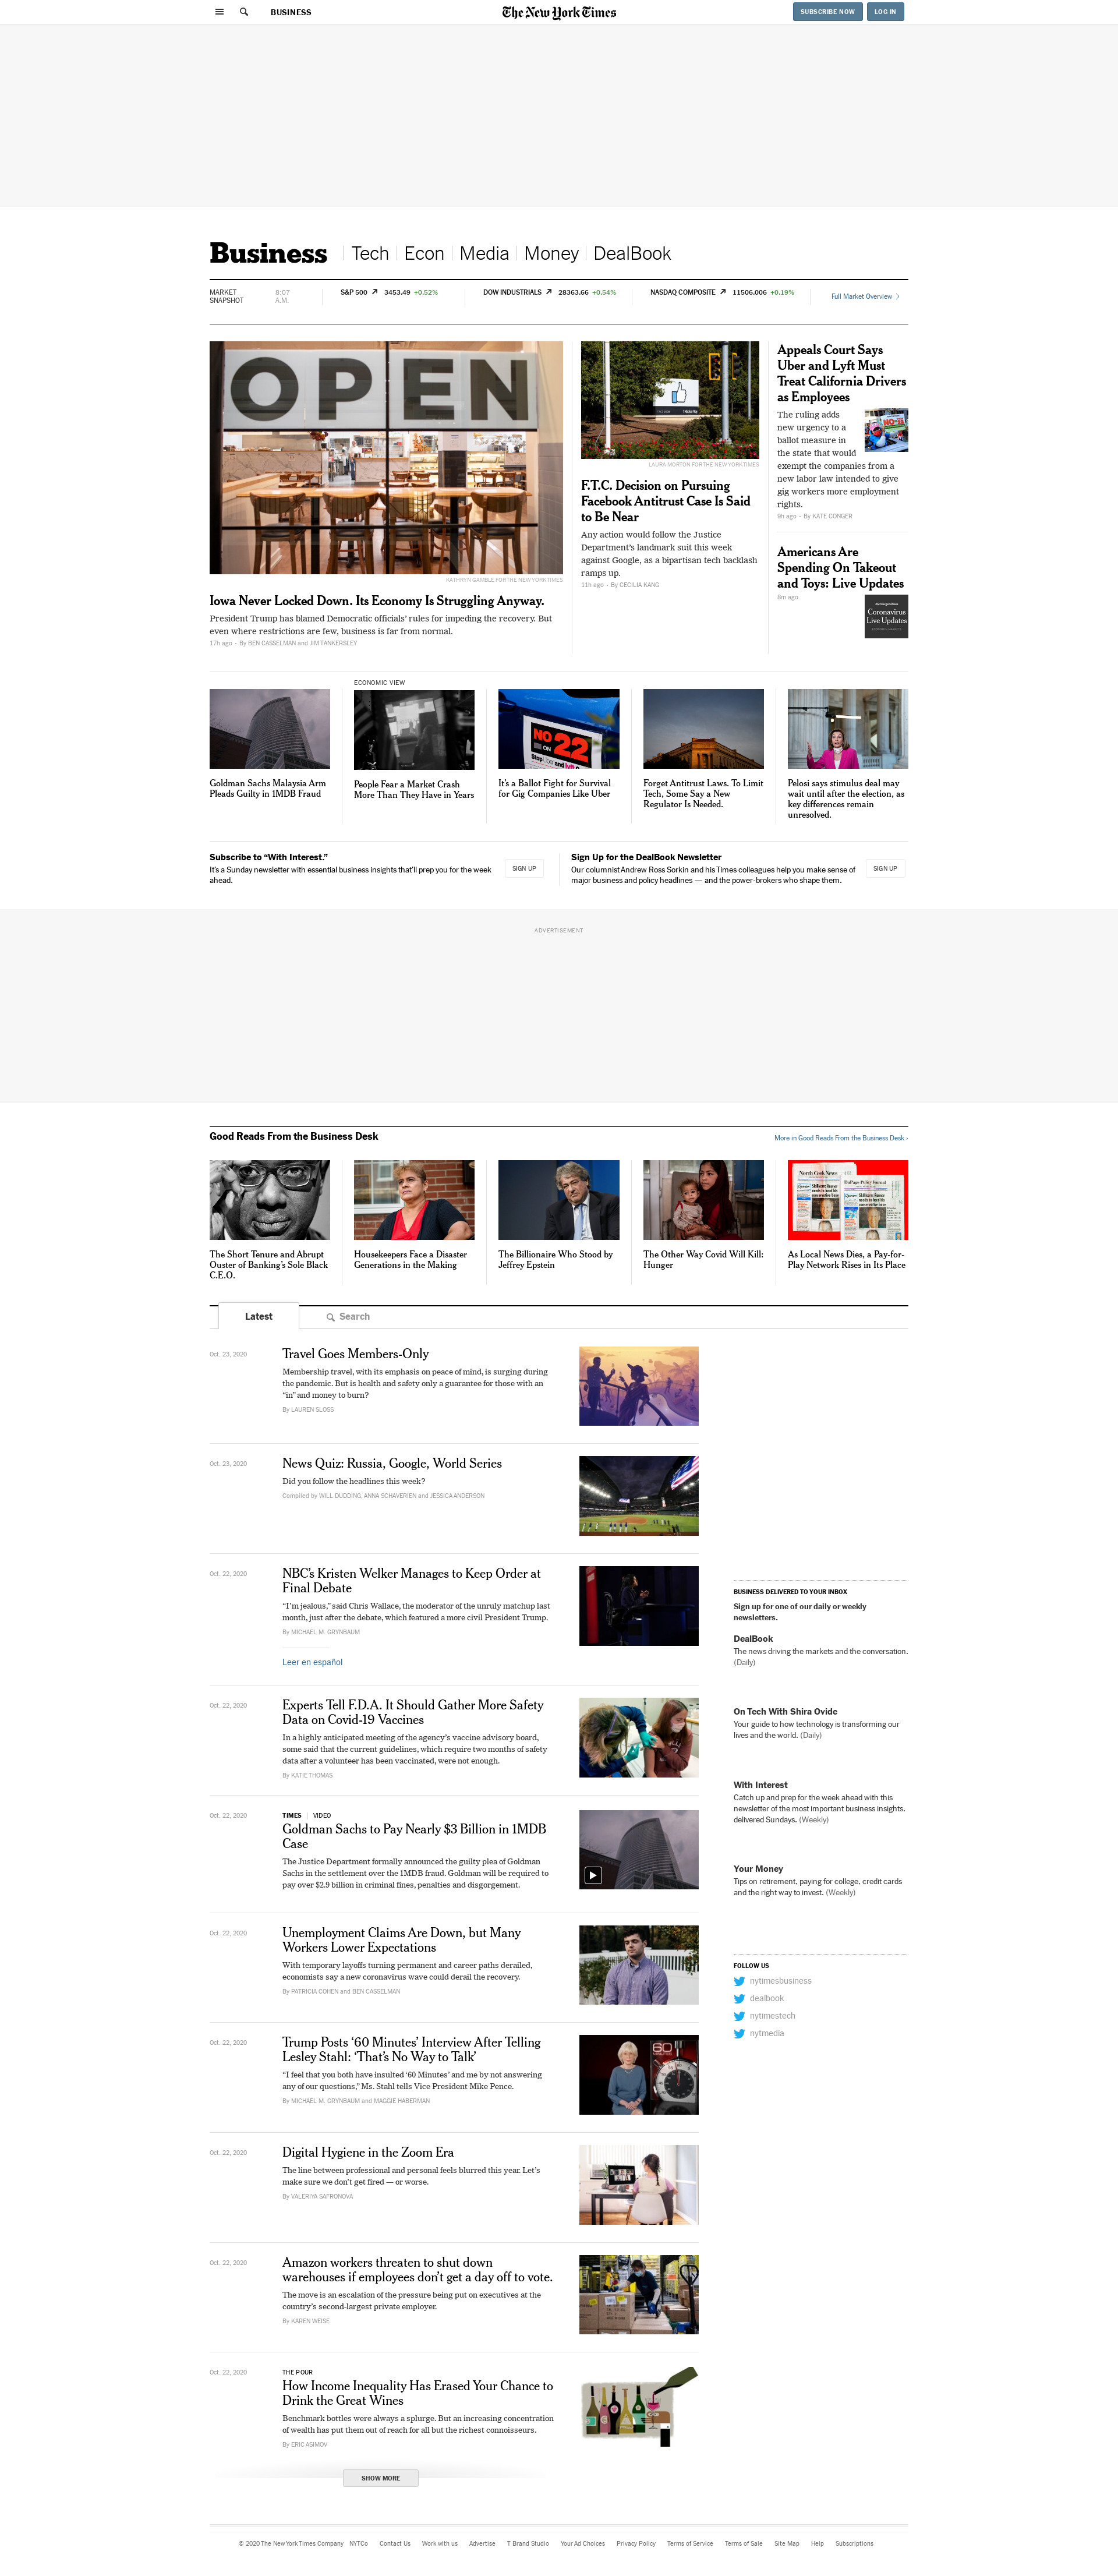 BUSINESS
The New York Times
SUBSCRIBE NOW
LOG IN
Business
Tech
Econ
Media
Money
DealBook
MARKET
SNAPSHOT
8:07
A.M.
S&P 500 3453.49 +0.52%
DOW INDUSTRIALS 28363.66 +0.54%
NASDAQ COMPOSITE 11506.006 +0.19%
Full Market Overview
OPEN
KATHRYN GAMBLE FOR THE NEW YORK TIMES
Iowa Never Locked Down. Its Economy Is Struggling Anyway.
President Trump has blamed Democratic officials' rules for impeding the recovery. But
even where restrictions are few, business is far from normal.
17h ago - By BEN CASSELMAN and JIM TANKERSLEY
LAURA MORTON FOR THE NEW YORK TIMES
F.T.C. Decision on Pursuing
Facebook Antitrust Case Is Said
to Be Near
Any action would follow the Justice
Department's landmark suit this week
against Google, as a bipartisan tech backlash
ramps up.
11h ago - By CECILIA KANG
Appeals Court Says
Uber and Lyft Must
Treat California Drivers
as Employees
The ruling adds
new urgency to a
ballot measure in
the state that would
exempt the companies from a
new labor law intended to give
gig workers more employment
rights.
9h ago - By KATE CONGER
Americans Are
Spending On Takeout
and Toys: Live Updates
8m ago
The New York Times
Coronavirus
Live Updates
Goldman Sachs Malaysia Arm
Pleads Guilty in 1MDB Fraud
ECONOMIC VIEW
People Fear a Market Crash
More Than They Have in Years
NO
ON 22
Stop Uber and
It's a Ballot Fight for Survival
for Gig Companies Like Uber
Forget Antitrust Laws. To Limit
Tech, Some Say a New
Regulator Is Needed.
Pelosi says stimulus deal may
wait until after the election, as
key differences remain
unresolved.
Subscribe to “With Interest.”
It's a Sunday newsletter with essential business insights that'll prep you for the week
ahead.
SIGN UP
Sign Up for the DealBook Newsletter
Our columnist Andrew Ross Sorkin and his Times colleagues help you make sense of
major business and policy headlines — and the power-brokers who shape them.
SIGN UP
ADVERTISEMENT
Good Reads From the Business Desk
More in Good Reads From the Business Desk ›
The Short Tenure and Abrupt
Ouster of Banking's Sole Black
C.E.O.
Housekeepers Face a Disaster
Generations in the Making
The Billionaire Who Stood by
Jeffrey Epstein
The Other Way Covid Will Kill:
Hunger
North Cook News
DuPage Policy Journal
As Local News Dies, a Pay-for-
Play Network Rises in Its Place
Latest
Search
Oct. 23, 2020
Travel Goes Members-Only
Membership travel, with its emphasis on peace of mind, is surging during
the pandemic. But is health and safety only a guarantee for those with an
“in” and money to burn?
By LAUREN SLOSS
Oct. 23, 2020
News Quiz: Russia, Google, World Series
Did you follow the headlines this week?
Compiled by WILL DUDDING, ANNA SCHAVERIEN and JESSICA ANDERSON
Oct. 22, 2020
NBC's Kristen Welker Manages to Keep Order at
Final Debate
“I'm jealous,” said Chris Wallace, the moderator of the unruly matchup last
month, just after the debate, which featured a more civil President Trump.
By MICHAEL M. GRYNBAUM
Leer en español
Oct. 22, 2020
Experts Tell F.D.A. It Should Gather More Safety
Data on Covid-19 Vaccines
In a highly anticipated meeting of the agency's vaccine advisory board,
some said that the current guidelines, which require two months of safety
data after a volunteer has been vaccinated, were not enough.
By KATIE THOMAS
Oct. 22, 2020
TIMES | VIDEO
Goldman Sachs to Pay Nearly $3 Billion in 1MDB
Case
The Justice Department formally announced the guilty plea of Goldman
Sachs in the settlement over the 1MDB fraud. Goldman will be required to
pay over $2.9 billion in criminal fines, penalties and disgorgement.
Oct. 22, 2020
Unemployment Claims Are Down, but Many
Workers Lower Expectations
With temporary layoffs turning permanent and career paths derailed,
economists say a new coronavirus wave could derail the recovery.
By PATRICIA COHEN and BEN CASSELMAN
Oct. 22, 2020
Trump Posts ‘60 Minutes’ Interview After Telling
Lesley Stahl: ‘That's No Way to Talk’
“I feel that you both have insulted ‘60 Minutes’ and me by not answering
any of our questions,” Ms. Stahl tells Vice President Mike Pence.
By MICHAEL M. GRYNBAUM and MAGGIE HABERMAN
60
Oct. 22, 2020
Digital Hygiene in the Zoom Era
The line between professional and personal feels blurred this year. Let's
make sure we don't get fired — or worse.
By VALERIYA SAFRONOVA
Oct. 22, 2020
Amazon workers threaten to shut down
warehouses if employees don't get a day off to vote.
The move is an escalation of the pressure being put on executives at the
country's second-largest private employer.
By KAREN WEISE
Oct. 22, 2020
THE POUR
How Income Inequality Has Erased Your Chance to
Drink the Great Wines
Benchmark bottles were always a splurge. But an increasing concentration
of wealth has put them out of reach for all but the richest connoisseurs.
By ERIC ASIMOV
SHOW MORE
BUSINESS DELIVERED TO YOUR INBOX
Sign up for one of our daily or weekly
newsletters.
DealBook
The news driving the markets and the conversation.
(Daily)
On Tech With Shira Ovide
Your guide to how technology is transforming our
lives and the world. (Daily)
With Interest
Catch up and prep for the week ahead with this
newsletter of the most important business insights,
delivered Sundays. (Weekly)
Your Money
Tips on retirement, paying for college, credit cards
and the right way to invest. (Weekly)
FOLLOW US
nytimesbusiness
dealbook
nytimestech
nytmedia
© 2020 The New York Times Company NYTCo Contact Us Work with us Advertise T Brand Studio Your Ad Choices Privacy Policy Terms of Service Terms of Sale Site Map Help Subscriptions